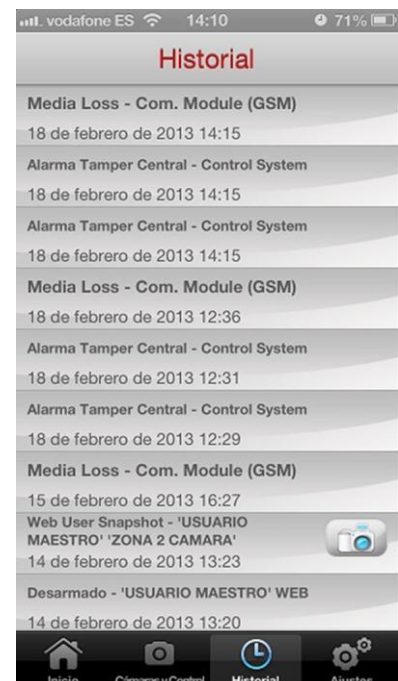 vodafone ES 14:10 71%
Historial
Media Loss - Com. Module (GSM)
18 de febrero de 2013 14:15
Alarma Tamper Central - Control System
18 de febrero de 2013 14:15
Alarma Tamper Central - Control System
18 de febrero de 2013 14:15
Media Loss - Com. Module (GSM)
18 de febrero de 2013 12:36
Alarma Tamper Central - Control System
18 de febrero de 2013 12:31
Alarma Tamper Central - Control System
18 de febrero de 2013 12:29
Media Loss - Com. Module (GSM)
15 de febrero de 2013 16:27
Web User Snapshot - 'USUARIO
MAESTRO' 'ZONA 2 CAMARA'
14 de febrero de 2013 13:23
Desarmado - 'USUARIO MAESTRO' WEB
14 de febrero de 2013 13:20
Inicio Cámaras y Control Historial Ajustes